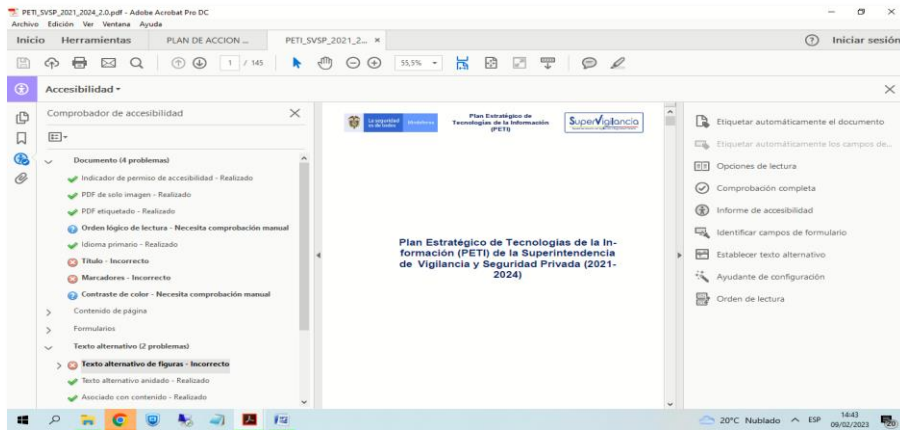 PETI_SVSP_2021_2024_2.0.pdf - Adobe Acrobat Pro DC
Archivo Edición Ver Ventana Ayuda
Inicio Herramientas PLAN DE ACCION ... PETI_SVSP_2021_2... × Iniciar sesión
1 / 145 55,5%
Accesibilidad
Comprobador de accesibilidad
Documento (4 problemas)
Indicador de permiso de accesibilidad - Realizado
PDF de solo imagen - Realizado
PDF etiquetado - Realizado
Orden lógico de lectura - Necesita comprobación manual
Idioma primario - Realizado
Título - Incorrecto
Marcadores - Incorrecto
Contraste de color - Necesita comprobación manual
Contenido de página
Formularios
Texto alternativo (2 problemas)
Texto alternativo de figuras - Incorrecto
Texto alternativo anidado - Realizado
Asociado con contenido - Realizado
La seguridad
es de todos
Plan Estratégico de
Tecnologías de la Información
(PETI)
SuperVigilancia
Plan Estratégico de Tecnologías de la In-
formación (PETI) de la Superintendencia
de Vigilancia y Seguridad Privada (2021-
2024)
Etiquetar automáticamente el documento
Etiquetar automáticamente los campos de...
Opciones de lectura
Comprobación completa
Informe de accesibilidad
Identificar campos de formulario
Establecer texto alternativo
Ayudante de configuración
Orden de lectura
20°C Nublado ESP 14:43
09/02/2023
20